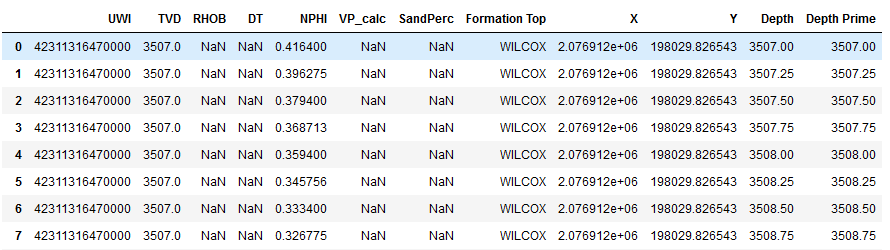 UWI TVD RHOB DT NPHI VP_calc SandPerc Formation Top X Y Depth Depth Prime
0 42311316470000 3507.0 NaN NaN 0.416400 NaN NaN WILCOX 2.076912e+06 198029.826543 3507.00 3507.00
1 42311316470000 3507.0 NaN NaN 0.396275 NaN NaN WILCOX 2.076912e+06 198029.826543 3507.25 3507.25
2 42311316470000 3507.0 NaN NaN 0.379400 NaN NaN WILCOX 2.076912e+06 198029.826543 3507.50 3507.50
3 42311316470000 3507.0 NaN NaN 0.368713 NaN NaN WILCOX 2.076912e+06 198029.826543 3507.75 3507.75
4 42311316470000 3507.0 NaN NaN 0.359400 NaN NaN WILCOX 2.076912e+06 198029.826543 3508.00 3508.00
5 42311316470000 3507.0 NaN NaN 0.345756 NaN NaN WILCOX 2.076912e+06 198029.826543 3508.25 3508.25
6 42311316470000 3507.0 NaN NaN 0.333400 NaN NaN WILCOX 2.076912e+06 198029.826543 3508.50 3508.50
7 42311316470000 3507.0 NaN NaN 0.326775 NaN NaN WILCOX 2.076912e+06 198029.826543 3508.75 3508.75